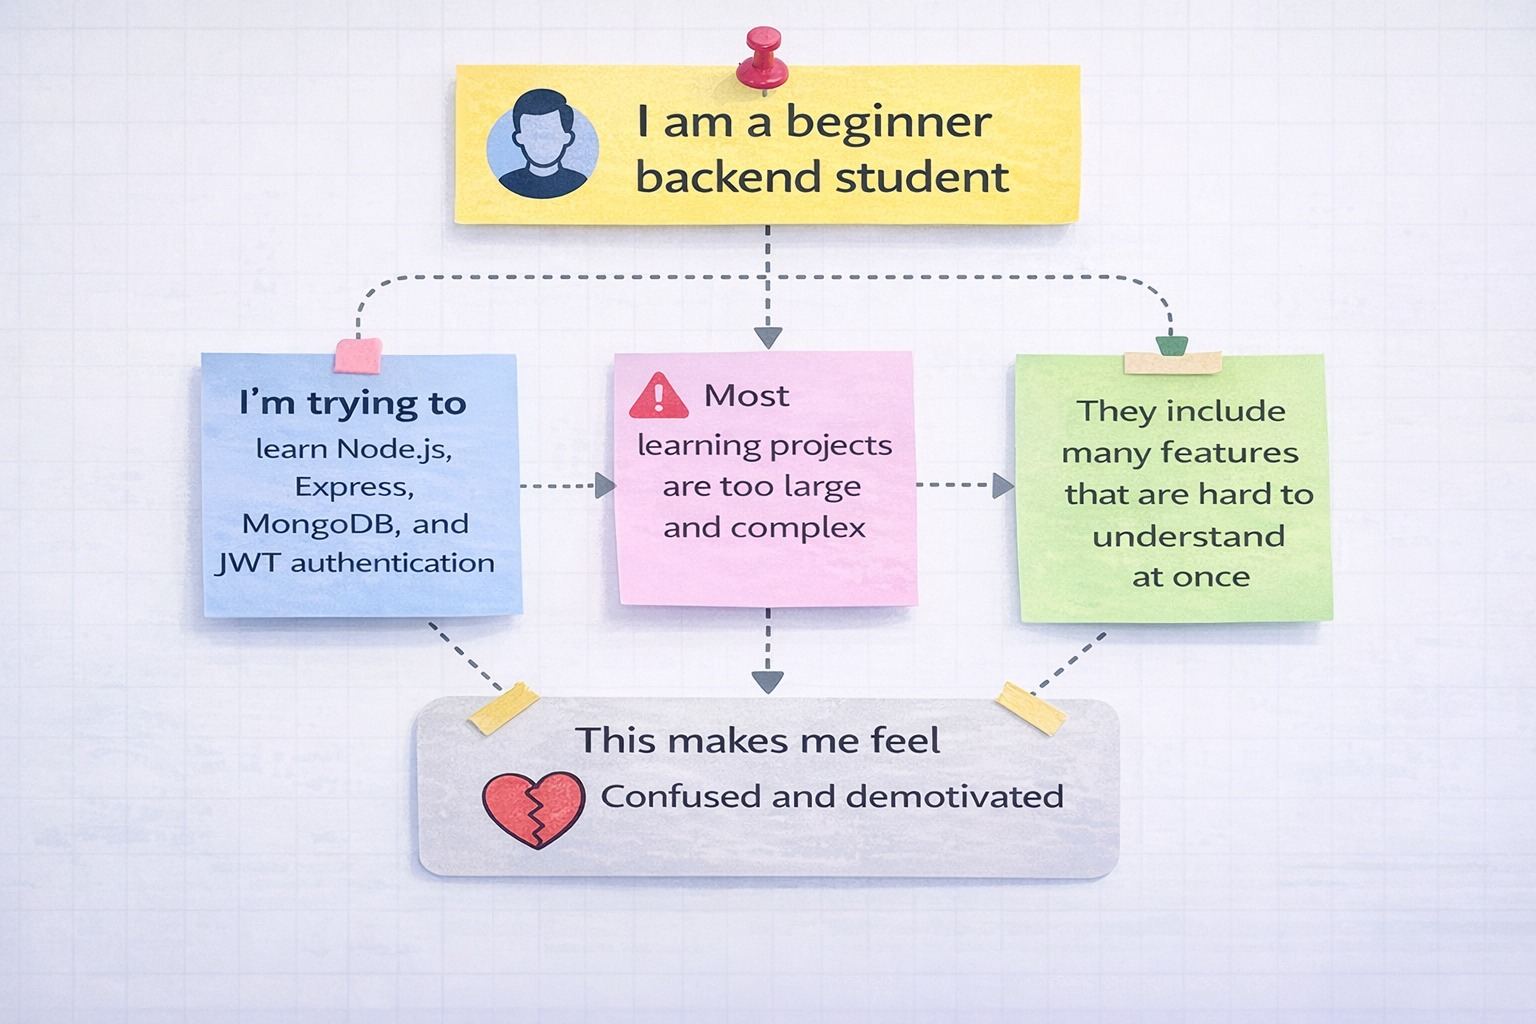 I am a beginner
backend student
I'm trying to
learn Node.js,
Express,
MongoDB, and
JWT authentication
Most
learning projects
are too large
and complex
They include
many features
that are hard to
understand
at once
This makes me feel
Confused and demotivated